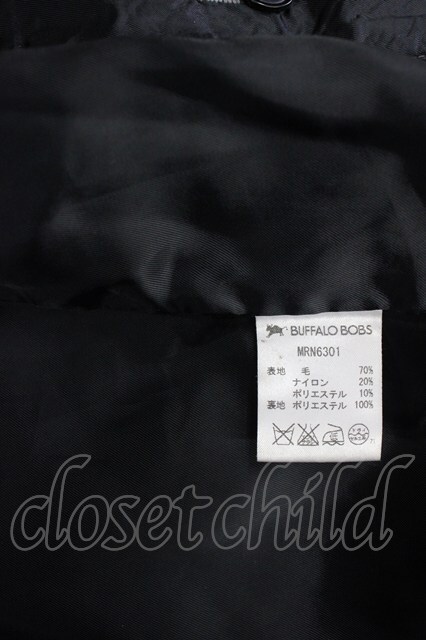 BUFFALO BOBS
MRN6301
表地 毛 70%
ナイロン 20%
ポリエステル 10%
裏地 ポリエステル 100%
closet child